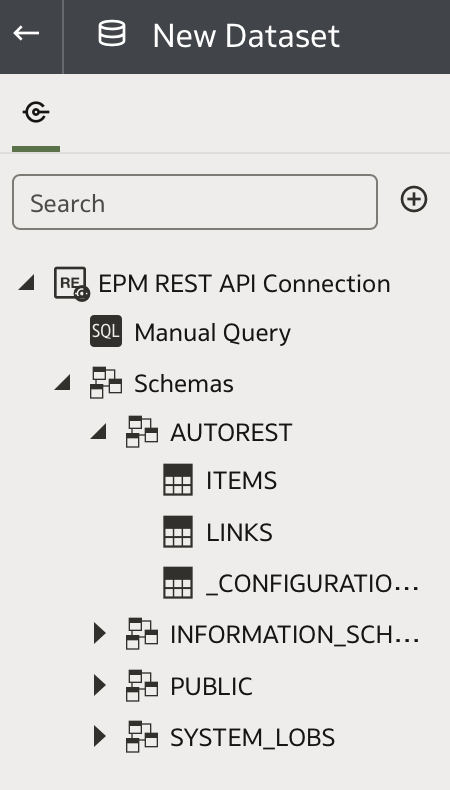 New Dataset
Search
RE
EPM REST API Connection
SQL
Manual Query
Schemas
AUTOREST
ITEMS
LINKS
_CONFIGURATIO...
INFORMATION_SCH...
PUBLIC
SYSTEM_LOBS